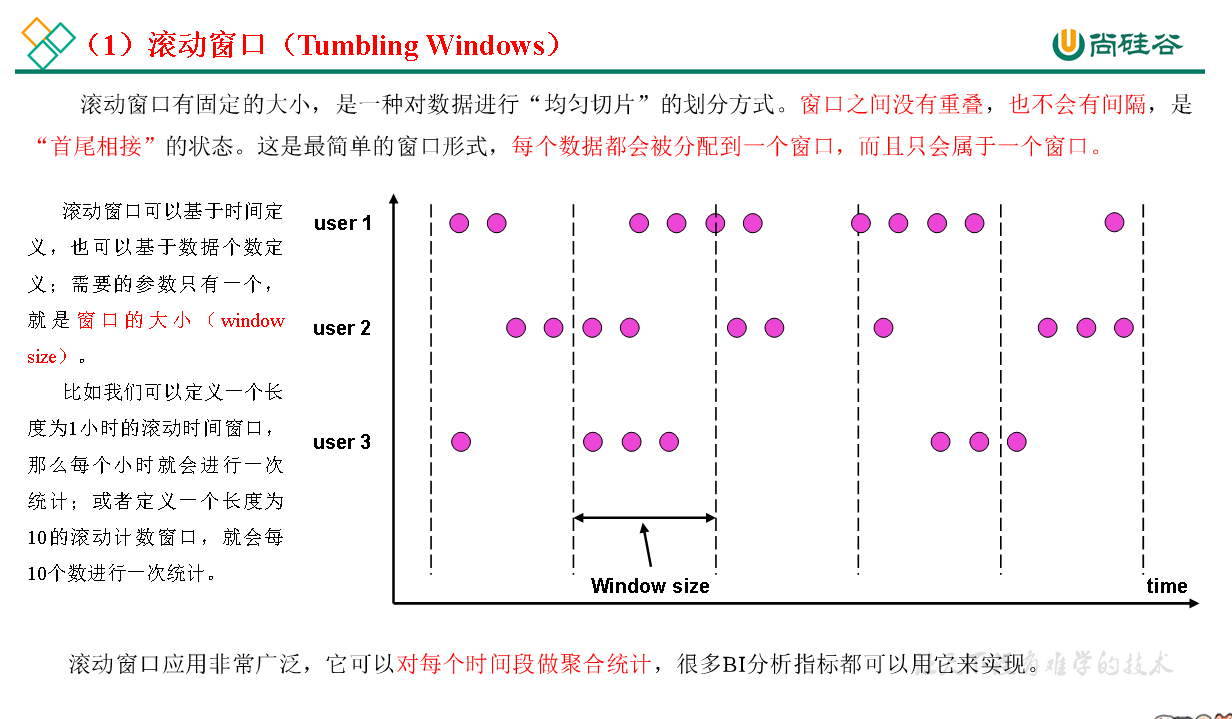 （1）滚动窗口（Tumbling Windows）
尚硅谷
滚动窗口有固定的大小，是一种对数据进行“均匀切片”的划分方式。窗口之间没有重叠，也不会有间隔，是
“首尾相接”的状态。这是最简单的窗口形式，每个数据都会被分配到一个窗口，而且只会属于一个窗口。
滚动窗口可以基于时间定
义，也可以基于数据个数定
义；需要的参数只有一个，
就是窗口的大小（window
size）。
比如我们可以定义一个长
度为1小时的滚动时间窗口，
那么每个小时就会进行一次
统计；或者定义一个长度为
10的滚动计数窗口，就会每
10个数进行一次统计。
user 1
user 2
user 3
Window size
time
滚动窗口应用非常广泛，它可以对每个时间段做聚合统计，很多BI分析指标都可以用它来实现。
有难学的技术